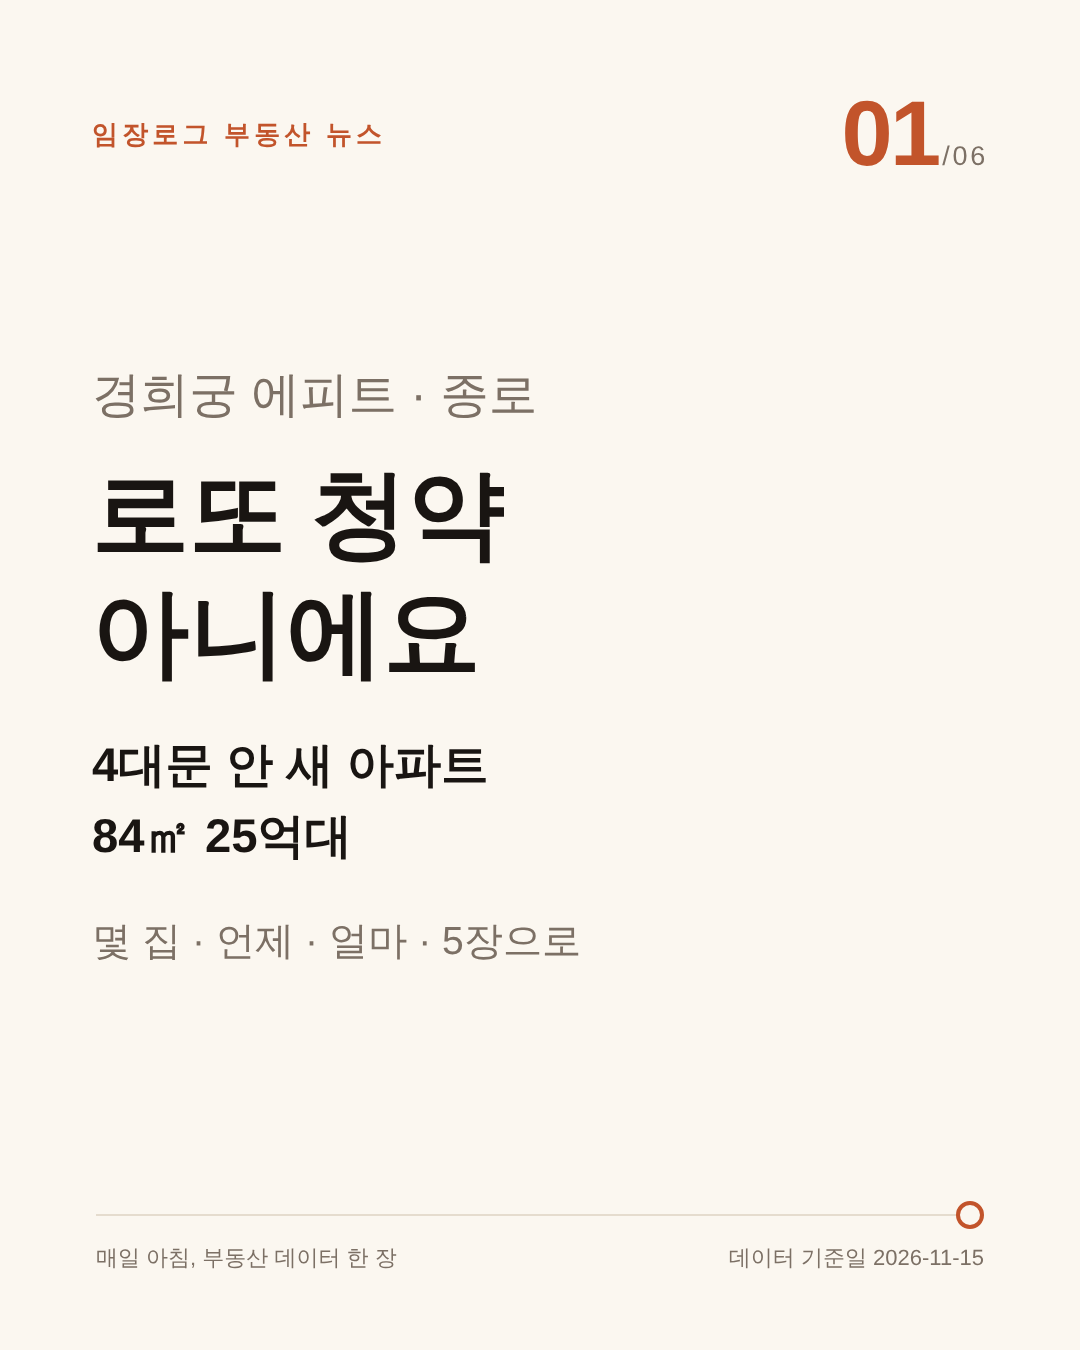 임장로그 부동산 뉴스
01/06
경희궁 에피트 · 종로
로또 청약
아니에요
4대문 안 새 아파트
84㎡ 25억대
몇 집 · 언제 · 얼마 · 5장으로
매일 아침, 부동산 데이터 한 장
데이터 기준일 2026-11-15